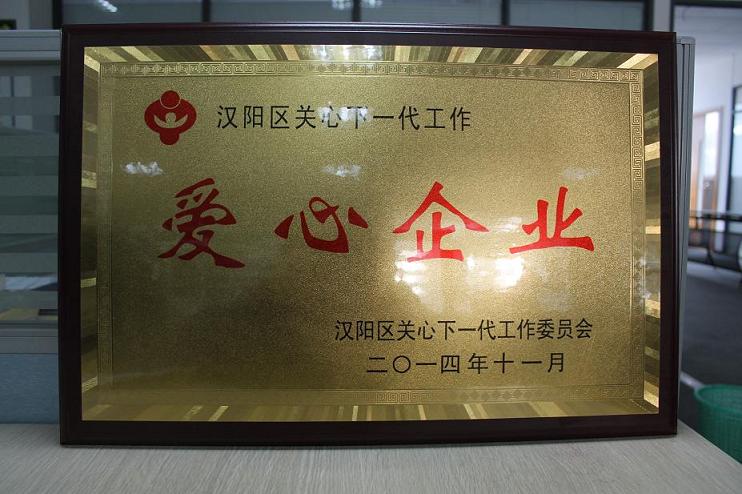 汉阳区关心下一代工作
爱心企业
汉阳区关心下一代工作委员会
二〇一四年十一月